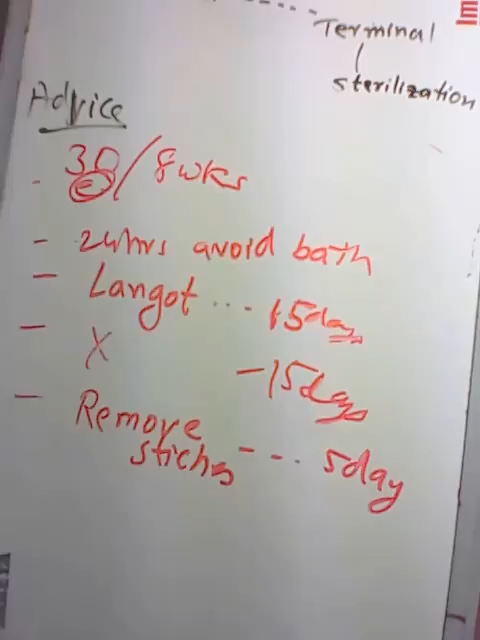 Terminal
sterilization
Advice
- 30/8wks
- 24hrs avoid bath
- Langot ... 15days
- X - 15days
- Remove
stiches --- 5day